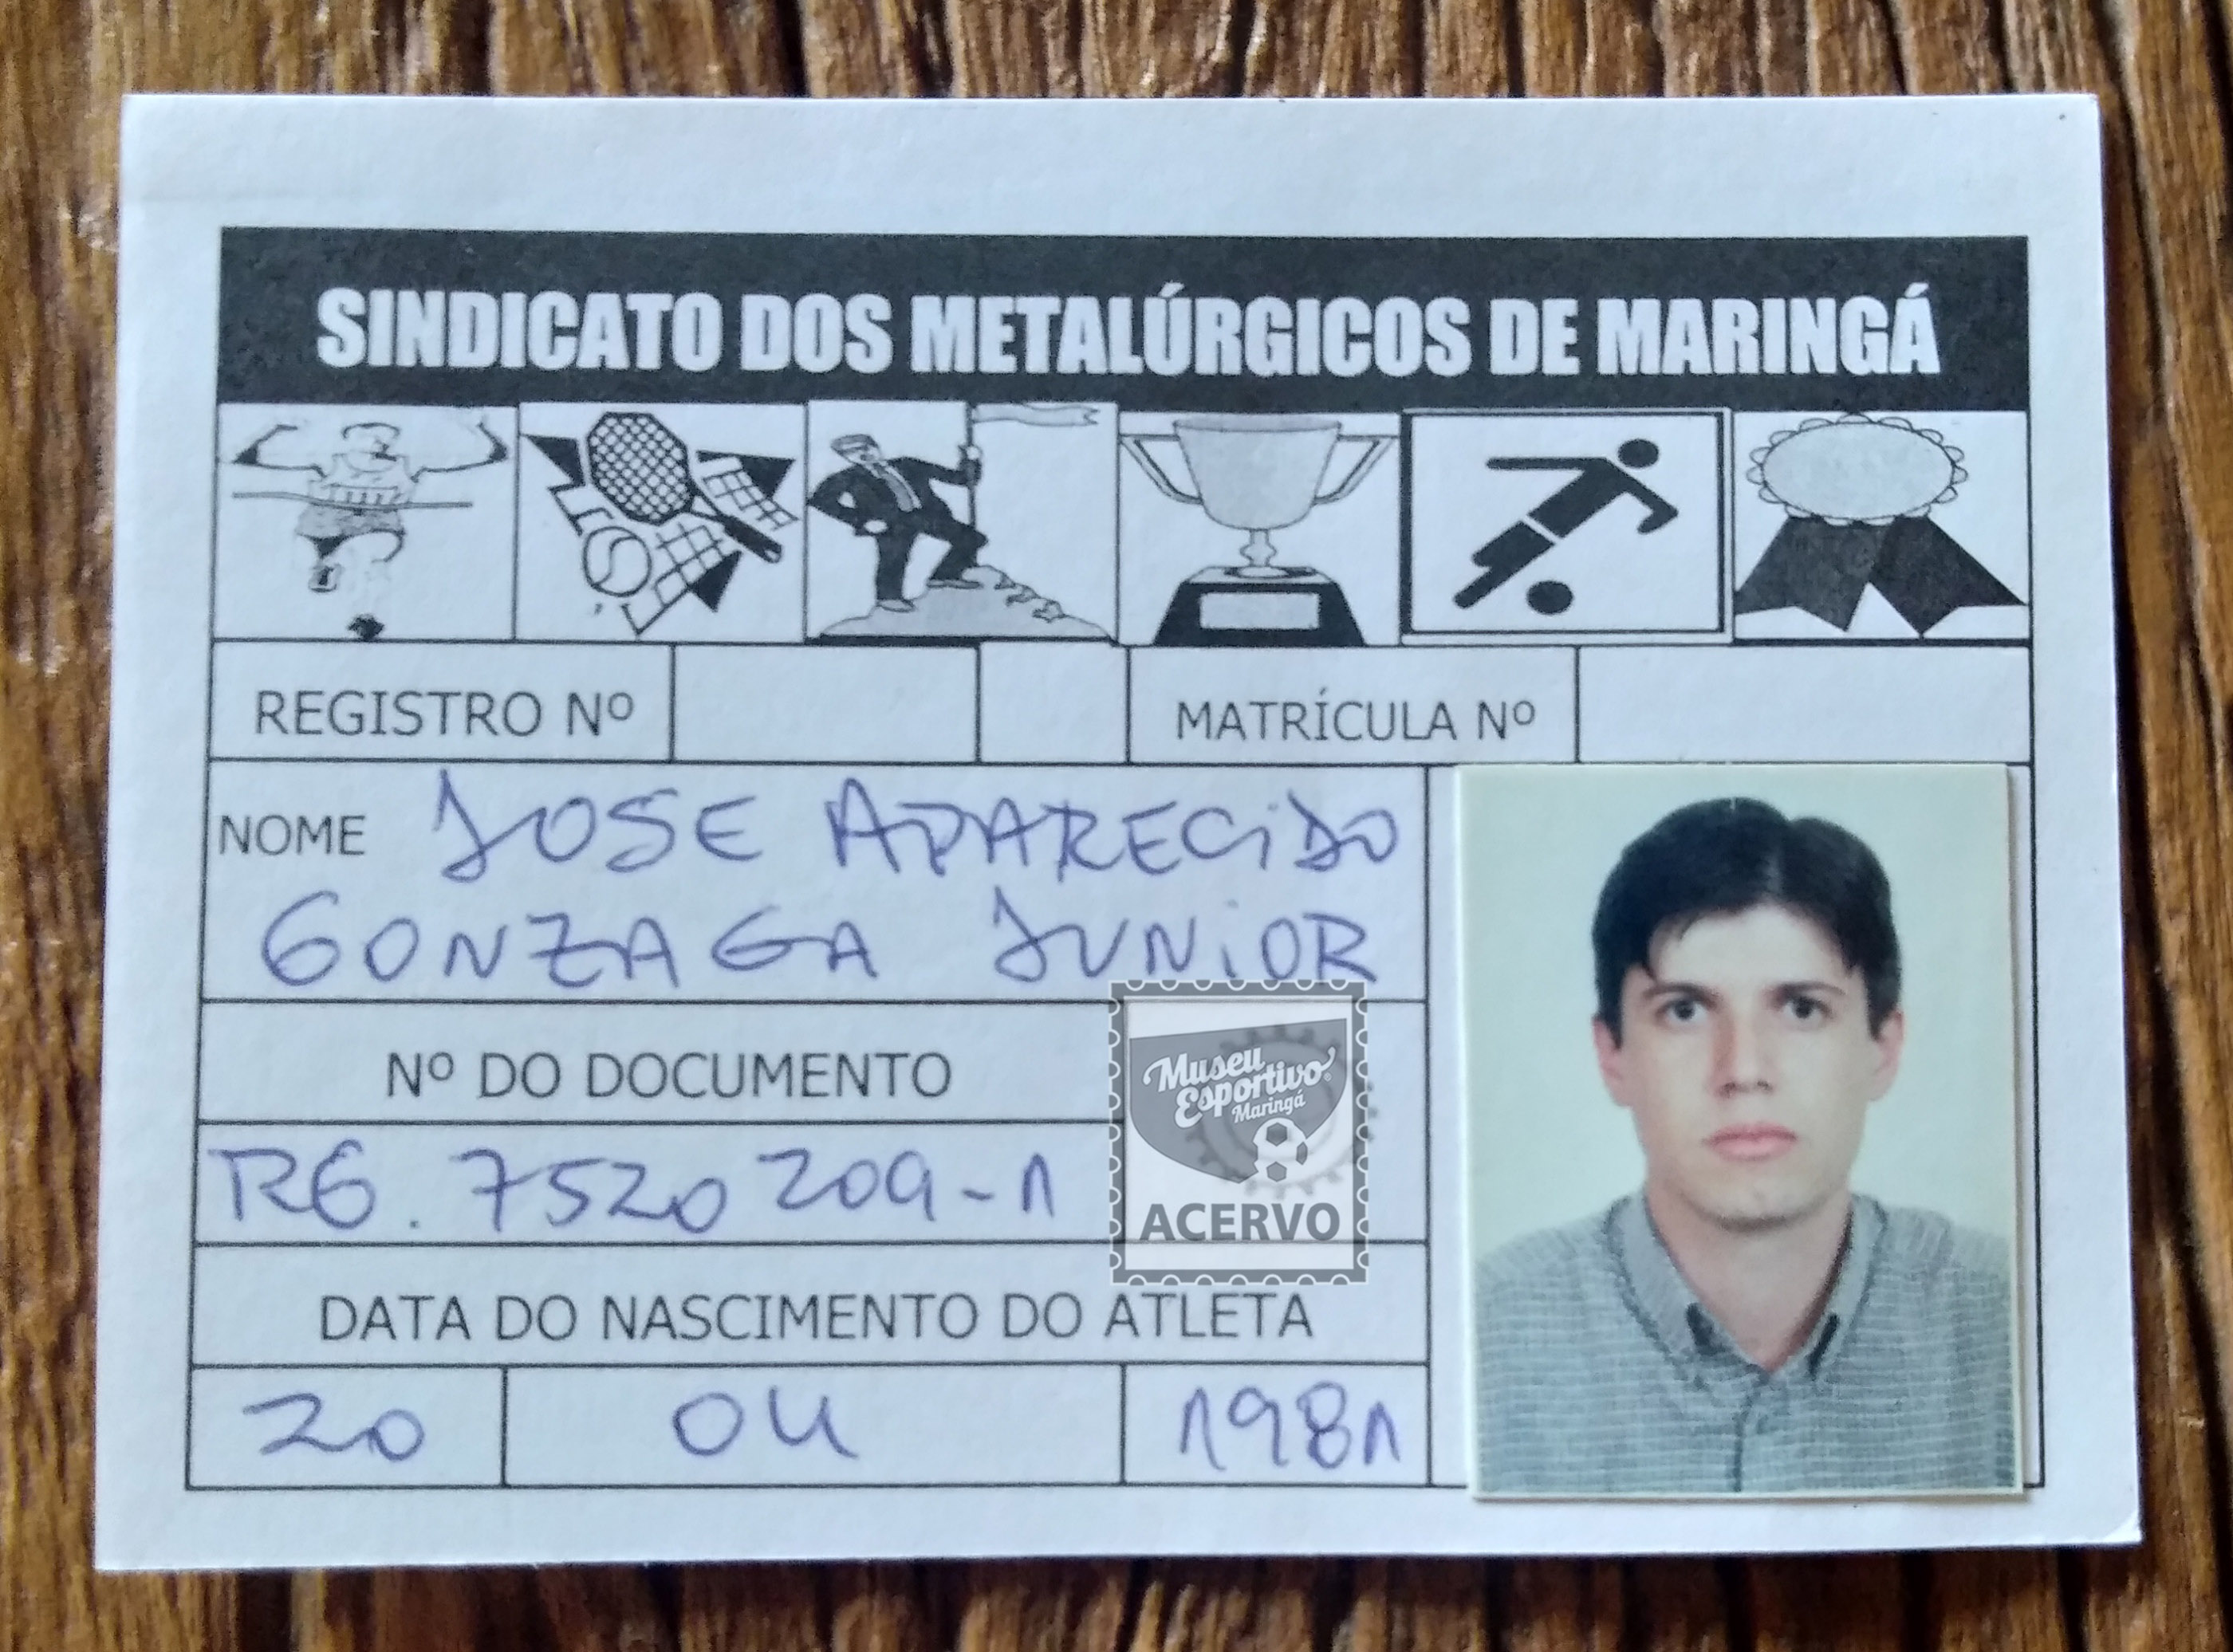 SINDICATO DOS METALÚRGICOS DE MARINGÁ
REGISTRO Nº
MATRÍCULA Nº
NOME JOSE APARECIDO
GONZAGA JUNIOR
Nº DO DOCUMENTO
RG. 7520209-1
DATA DO NASCIMENTO DO ATLETA
20 04 1981
Museu
Esportivo
Maringá
ACERVO